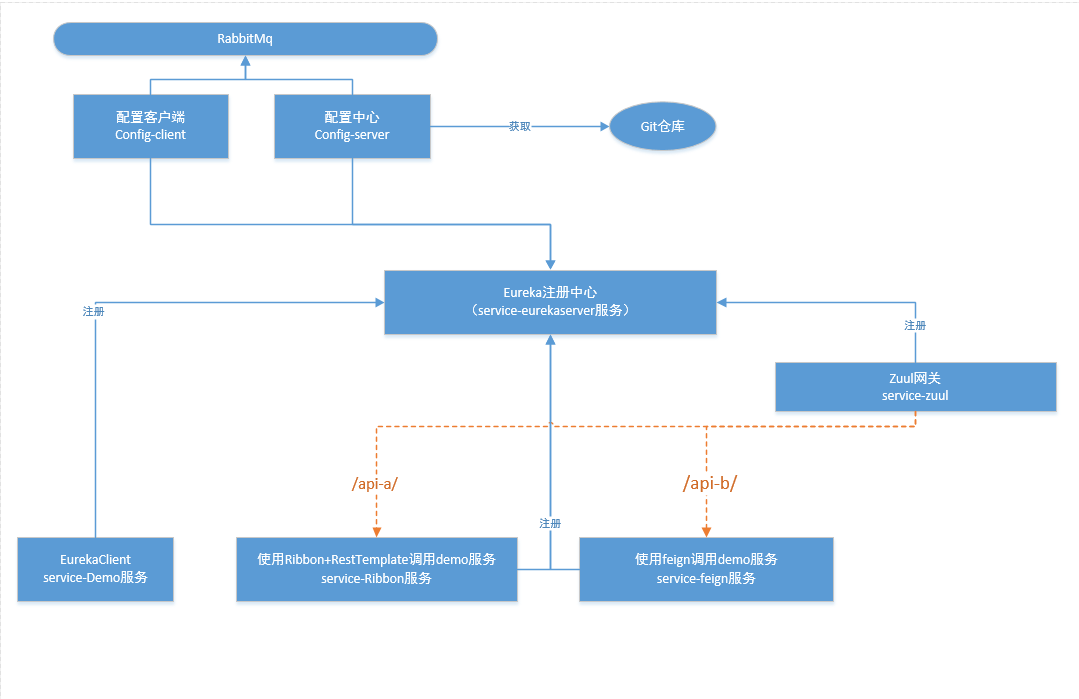 RabbitMq
配置客户端
Config-client
配置中心
Config-server
获取
Git仓库
Eureka注册中心
（service-eurekaserver服务）
注册
注册
Zuul网关
service-zuul
/api-a/
/api-b/
注册
EurekaClient
service-Demo服务
使用Ribbon+RestTemplate调用demo服务
service-Ribbon服务
使用feign调用demo服务
service-feign服务